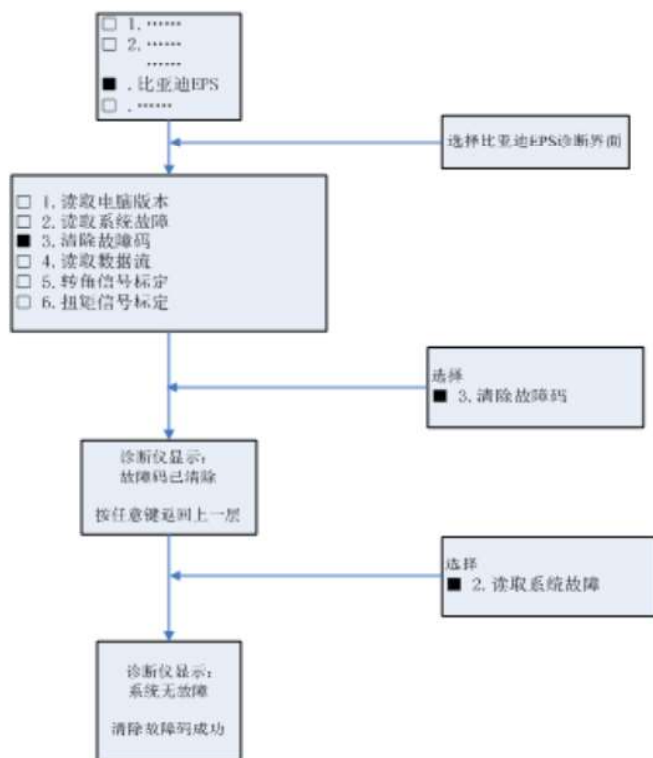 □ 1. ……
□ 2. ……
……
■ . 比亚迪EPS
□ . ……
选择比亚迪EPS诊断界面
□ 1. 读取电脑版本
□ 2. 读取系统故障
■ 3. 清除故障码
□ 4. 读取数据流
□ 5. 转角信号标定
□ 6. 扭矩信号标定
选择
■ 3. 清除故障码
诊断仪显示:
故障码已清除
按任意键返回上一层
选择
■ 2. 读取系统故障
诊断仪显示:
系统无故障
清除故障码成功